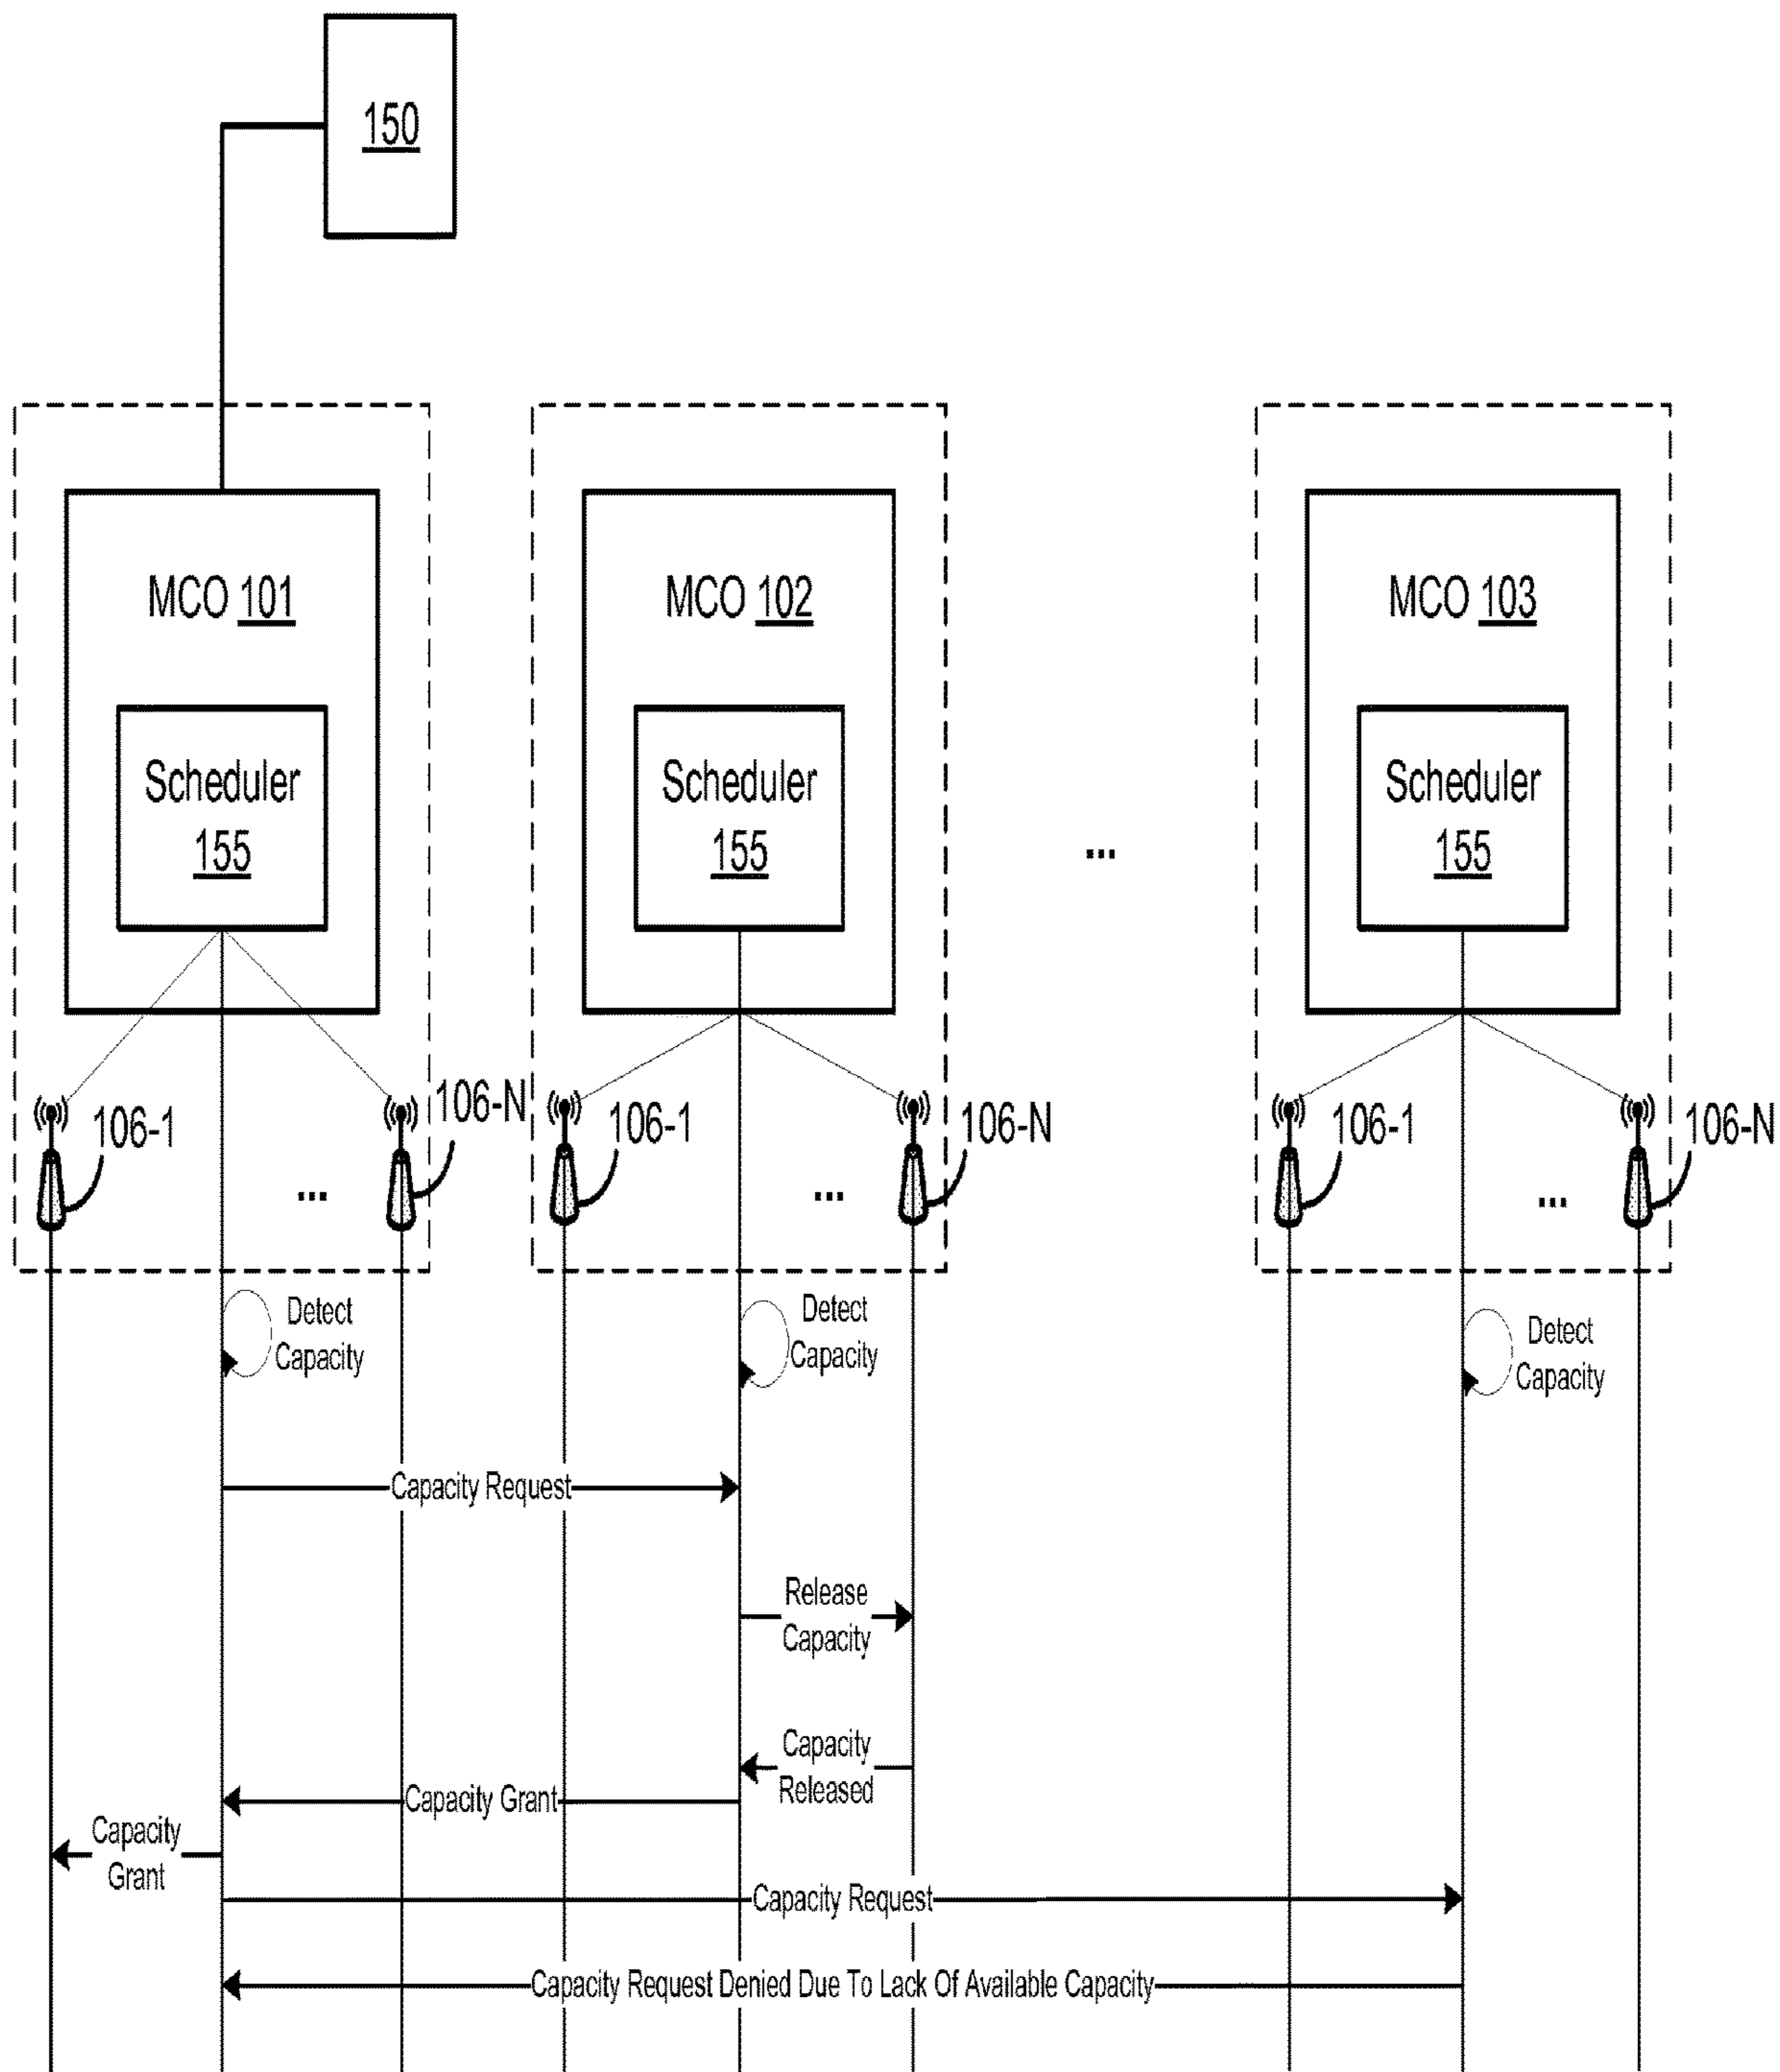 150
MCO 101
MCO 102
MCO 103
Scheduler
155
Scheduler
155
...
Scheduler
155
106-1
...
106-N
106-1
...
106-N
106-1
...
106-N
Detect
Capacity
Detect
Capacity
Detect
Capacity
Capacity Request
Release
Capacity
Capacity
Released
Capacity Grant
Capacity
Grant
Capacity Request
Capacity Request Denied Due To Lack Of Available Capacity